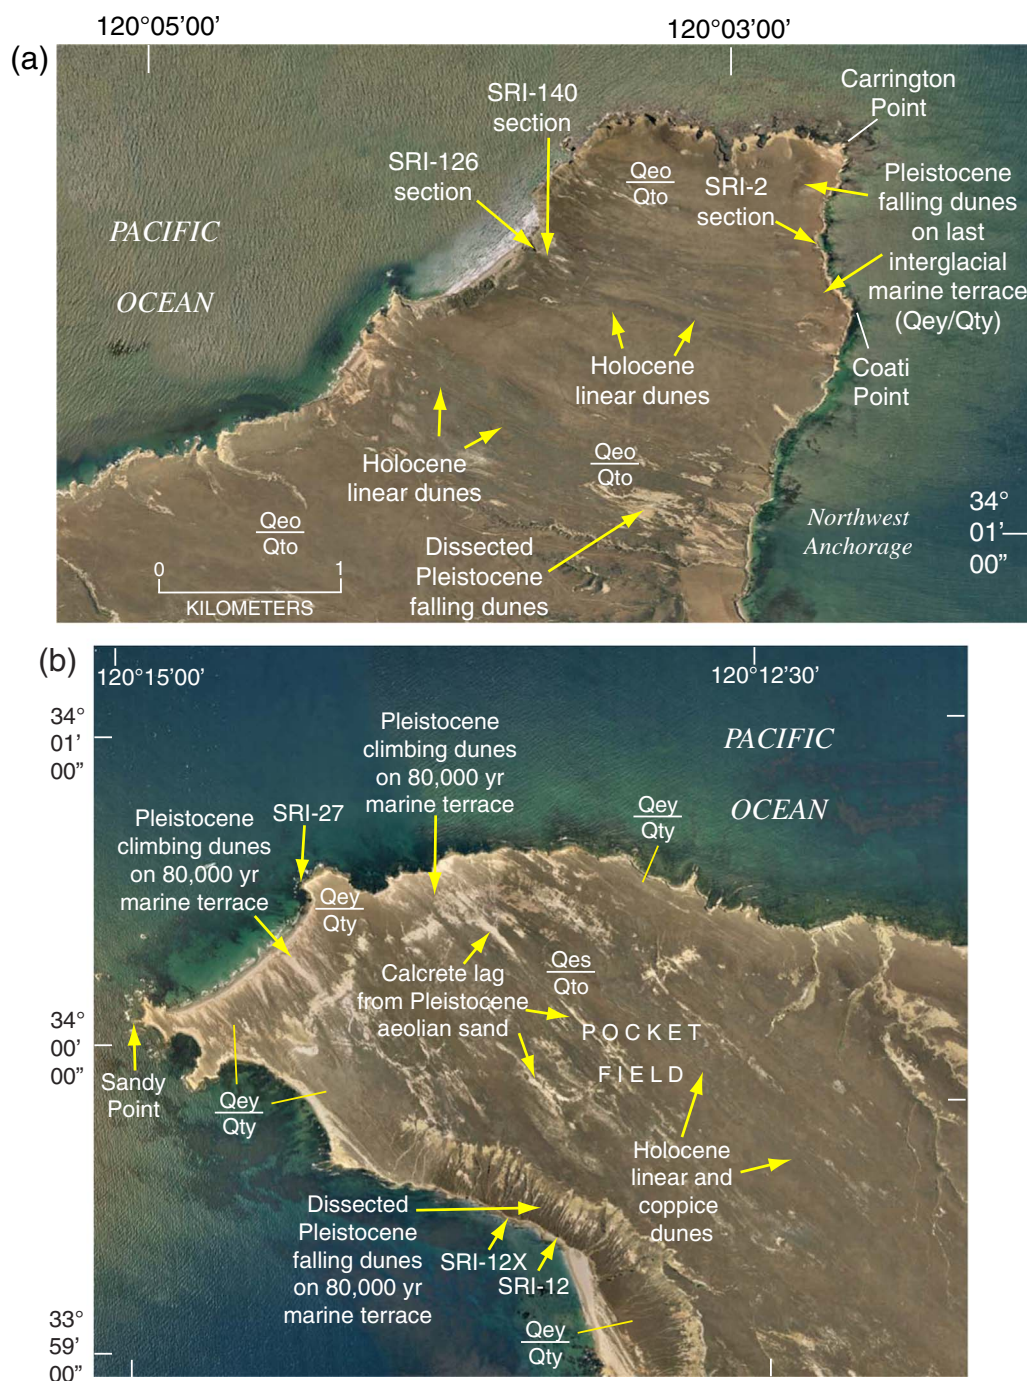 120°05'00'
120°03'00'
(a)
SRI-140
section
Carrington
Point
SRI-126
section
Qeo
Qto
SRI-2
section
Pleistocene
falling dunes
on last
interglacial
marine terrace
(Qey/Qty)
PACIFIC
OCEAN
Holocene
linear dunes
Coati
Point
Holocene
linear dunes
Qeo
Qto
Qeo
Qto
Northwest
Anchorage
34°
01'
00”
Dissected
Pleistocene
falling dunes
0
1
KILOMETERS
(b)
120°15'00'
120°12'30'
34°
01'
00”
Pleistocene
climbing dunes
on 80,000 yr
marine terrace
PACIFIC
OCEAN
Pleistocene
climbing dunes
on 80,000 yr
marine terrace
SRI-27
Qey
Qty
Qey
Qty
Calcrete lag
from Pleistocene
aeolian sand
Qes
Qto
POCKET
FIELD
34°
00'
00”
Sandy
Point
Qey
Qty
Holocene
linear and
coppice
dunes
Dissected
Pleistocene
falling dunes
on 80,000 yr
marine terrace
SRI-12X
SRI-12
Qey
Qty
33°
59'
00”